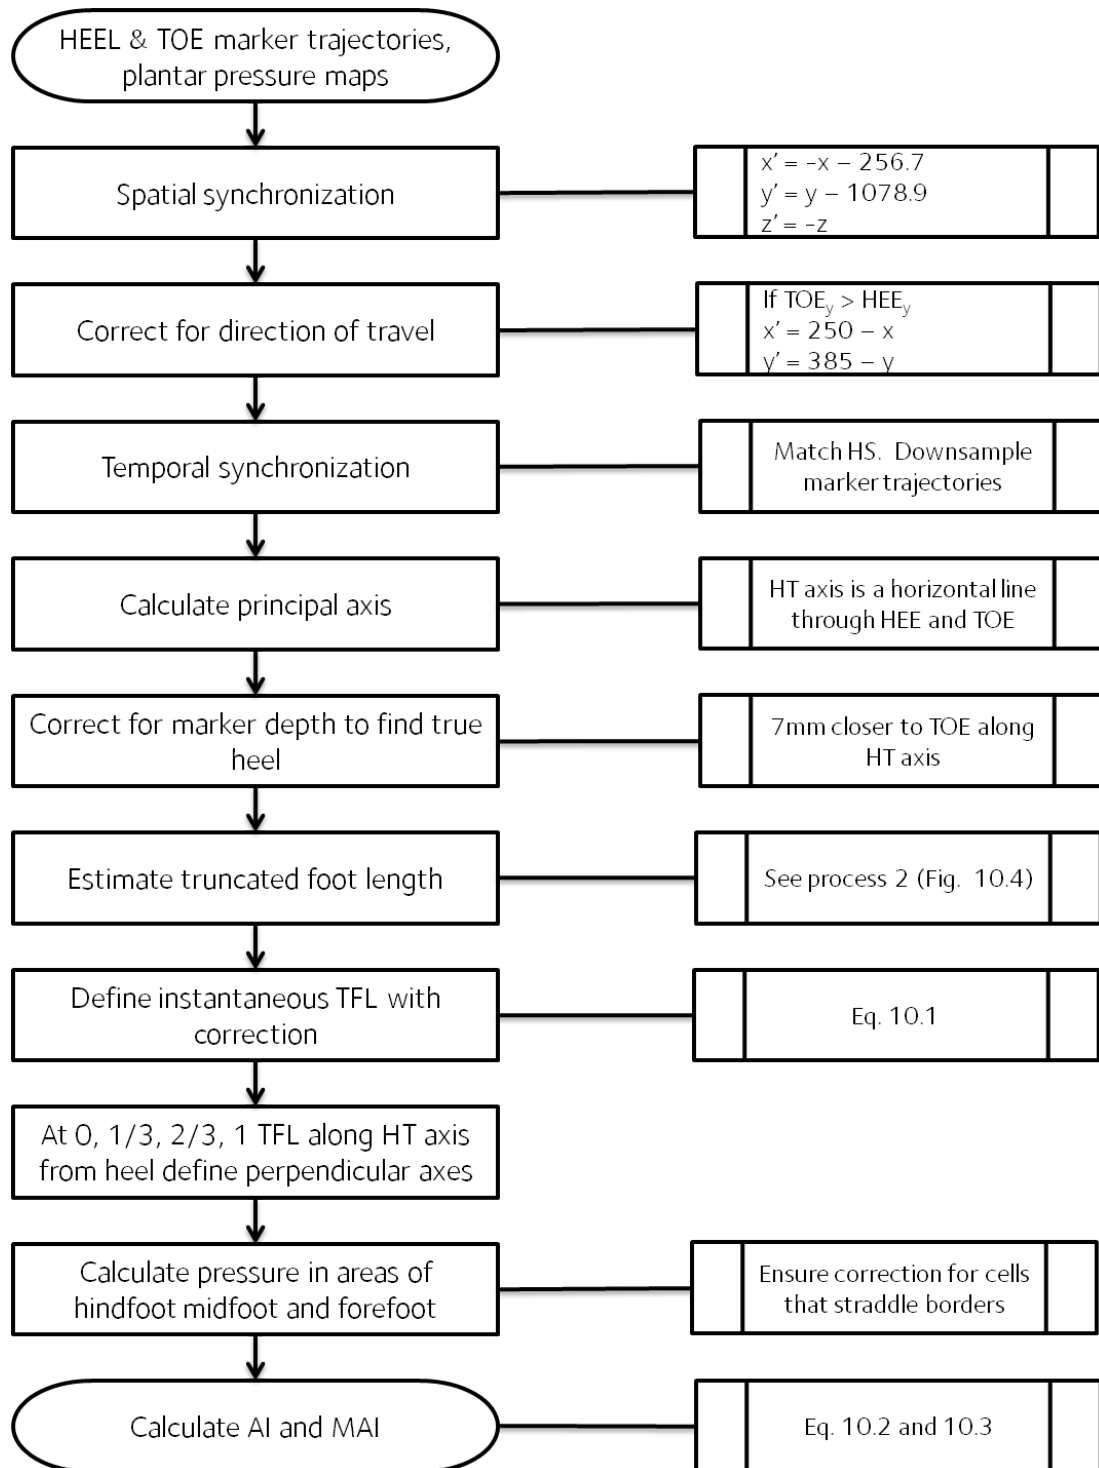 HEEL & TOE marker trajectories,
plantar pressure maps
Spatial synchronization
x' = -x – 256.7
y' = y – 1078.9
z' = -z
Correct for direction of travel
If TOEy > HEEy
x' = 250 – x
y' = 385 – y
Temporal synchronization
Match HS. Downsample
marker trajectories
Calculate principal axis
HT axis is a horizontal line
through HEE and TOE
Correct for marker depth to find true
heel
7mm closer to TOE along
HT axis
Estimate truncated foot length
See process 2 (Fig. 10.4)
Define instantaneous TFL with
correction
Eq. 10.1
At 0, 1/3, 2/3, 1 TFL along HT axis
from heel define perpendicular axes
Calculate pressure in areas of
hindfoot midfoot and forefoot
Ensure correction for cells
that straddle borders
Calculate AI and MAI
Eq. 10.2 and 10.3